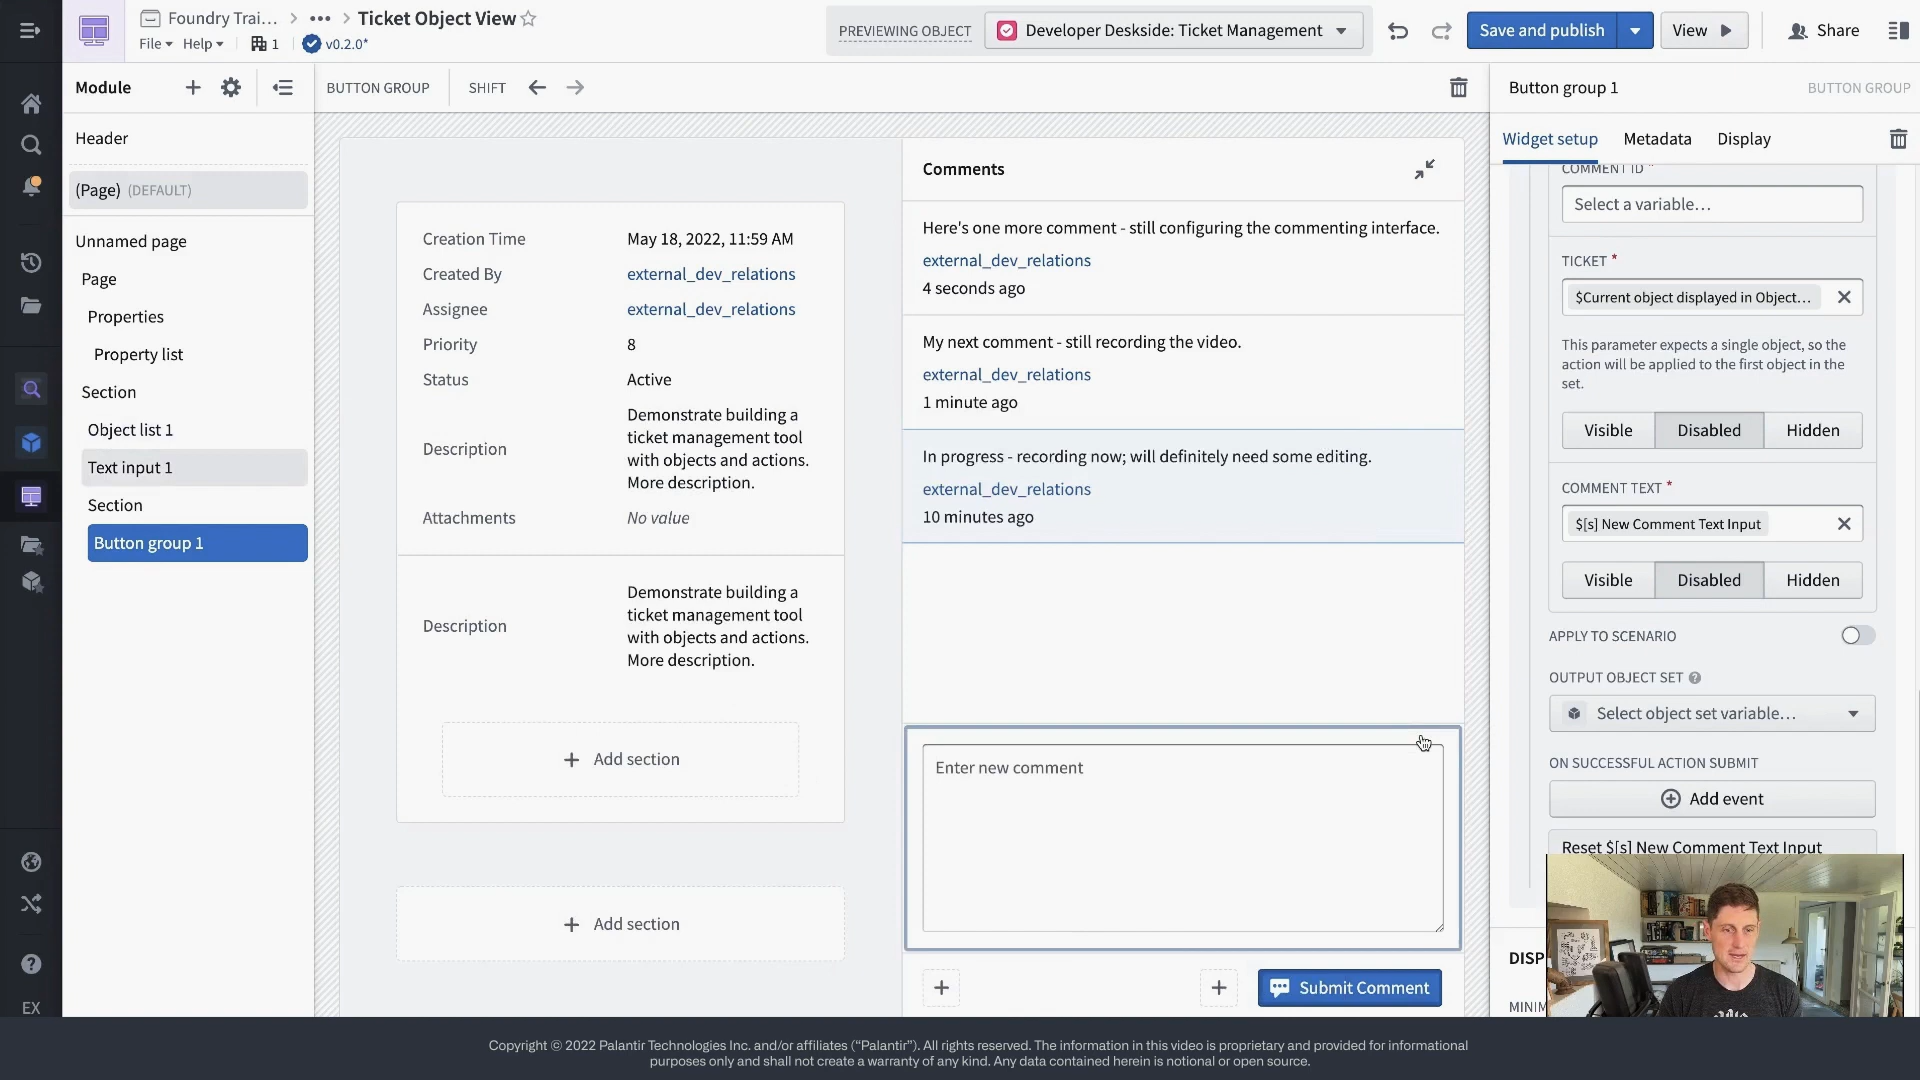 Foundry Trai... > ••• > Ticket Object View
File Help 1 v0.2.0*
PREVIEWING OBJECT
Developer Deskside: Ticket Management
Save and publish
View
Share
Module
BUTTON GROUP
SHIFT
Button group 1
BUTTON GROUP
Header
(Page) (DEFAULT)
Unnamed page
Page
Properties
Property list
Section
Object list 1
Text input 1
Section
Button group 1
EX
Creation Time May 18, 2022, 11:59 AM
Created By external_dev_relations
Assignee external_dev_relations
Priority 8
Status Active
Description Demonstrate building a
ticket management tool
with objects and actions.
More description.
Attachments No value
Description Demonstrate building a
ticket management tool
with objects and actions.
More description.
+ Add section
+ Add section
Comments
Here's one more comment - still configuring the commenting interface.
external_dev_relations
4 seconds ago
My next comment - still recording the video.
external_dev_relations
1 minute ago
In progress - recording now; will definitely need some editing.
external_dev_relations
10 minutes ago
Enter new comment
Submit Comment
Widget setup Metadata Display
COMMENT ID *
Select a variable...
TICKET *
$Current object displayed in Object...
This parameter expects a single object, so the
action will be applied to the first object in the
set.
Visible Disabled Hidden
COMMENT TEXT *
$[s] New Comment Text Input
Visible Disabled Hidden
APPLY TO SCENARIO
OUTPUT OBJECT SET
Select object set variable...
ON SUCCESSFUL ACTION SUBMIT
Add event
Reset $[s] New Comment Text Input
DISP
MINIM
Copyright © 2022 Palantir Technologies Inc. and/or affiliates (“Palantir”). All rights reserved. The information in this video is proprietary and provided for informational
purposes only and shall not create a warranty of any kind. Any data contained herein is notional or open source.